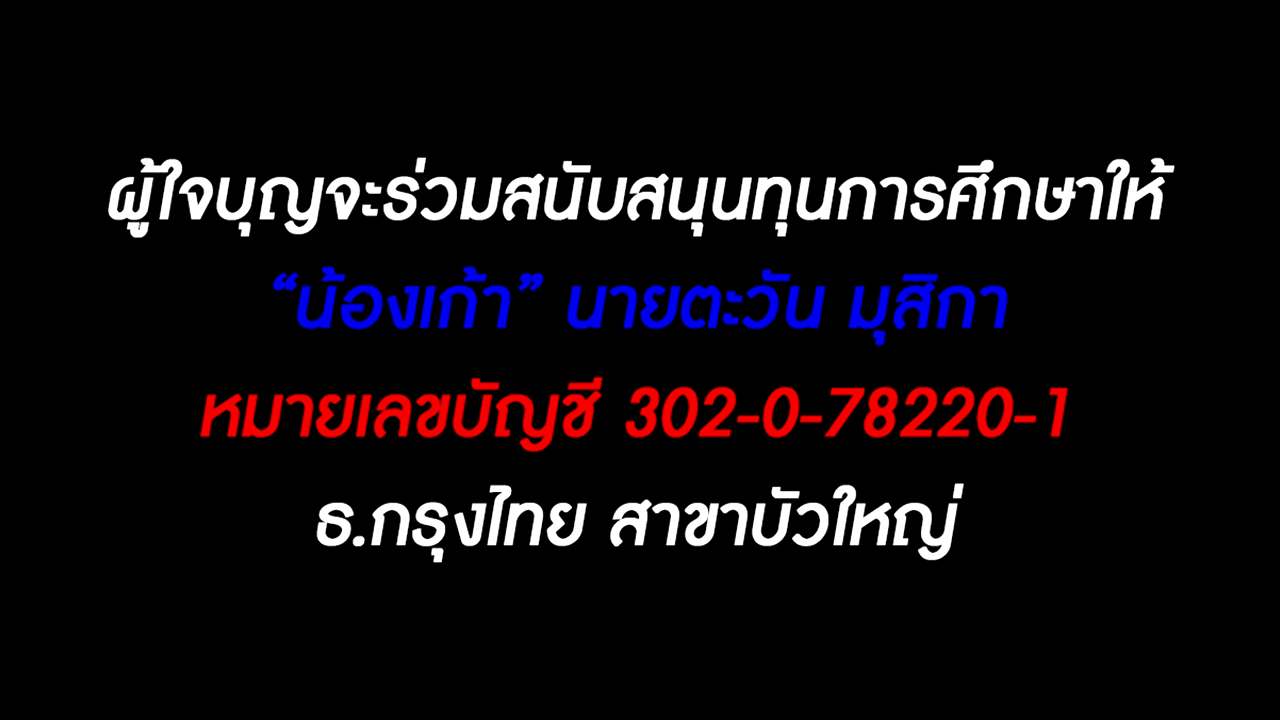 ผู้ใจบุญจะร่วมสนับสนุนทุนการศึกษาให้
“น้องเก้า” นายตะวัน มุสิกา
หมายเลขบัญชี 302-0-78220-1
ธ.กรุงไทย สาขาบัวใหญ่